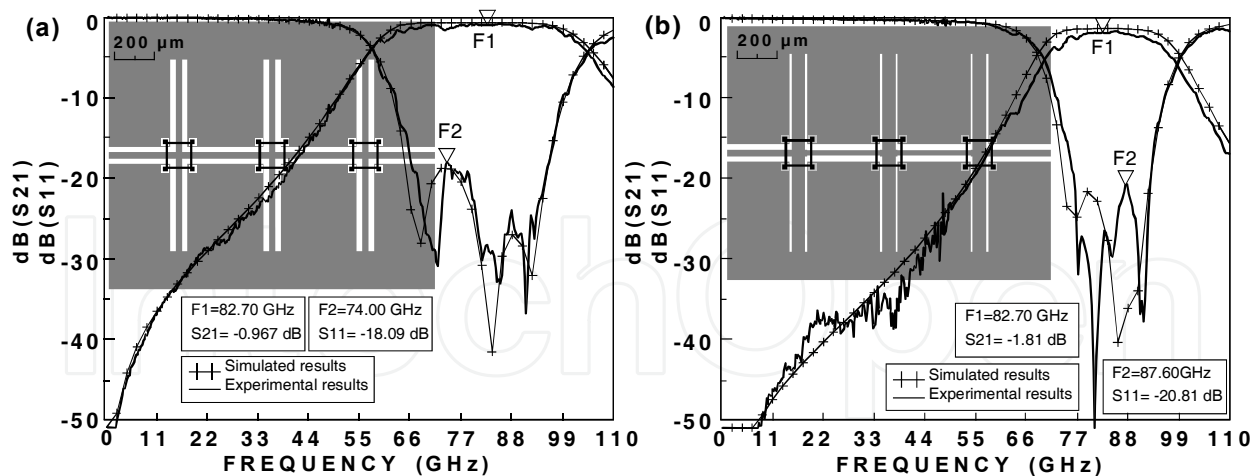 (a)
200 µm
F1
F2
0
-10
-20
-30
-40
-50
dB(S21)
dB(S11)
F1=82.70 GHz
S21= -0.967 dB
F2=74.00 GHz
S11= -18.09 dB
Simulated results
Experimental results
0 11 22 33 44 55 66 77 88 99 110
FREQUENCY (GHz)
(b)
200 µm
F1
F2
0
-10
-20
-30
-40
-50
dB(S21)
dB(S11)
F1=82.70 GHz
S21= -1.81 dB
F2=87.60GHz
S11= -20.81 dB
Simulated results
Experimental results
0 11 22 33 44 55 66 77 88 99 110
FREQUENCY (GHz)
IntechOpen